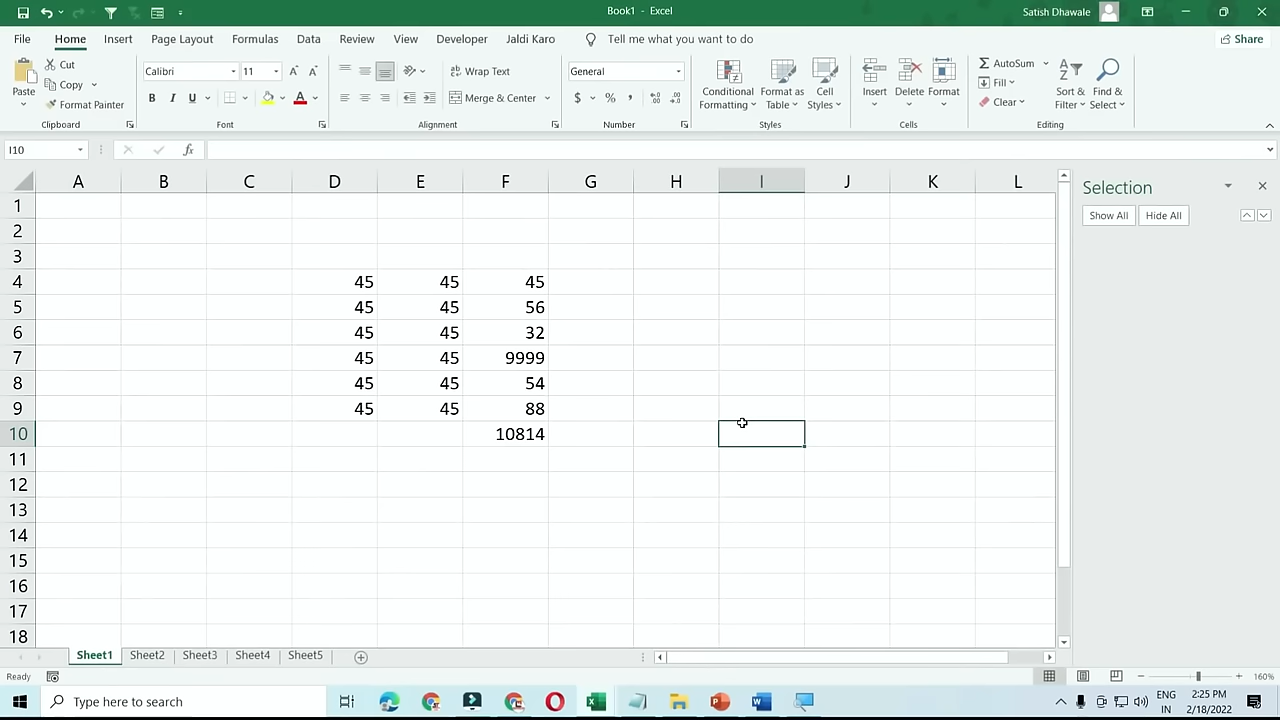 Book1 - Excel
Satish Dhawale
File Home Insert Page Layout Formulas Data Review View Developer Jaldi Karo Tell me what you want to do Share
Paste
Cut
Copy
Format Painter
Clipboard
Calibri 11
B I U
Font
Wrap Text
Merge & Center
Alignment
General
$ % ,
Number
Conditional Formatting
Format as Table
Cell Styles
Styles
Insert
Delete
Format
Cells
AutoSum
Fill
Clear
Sort & Filter
Find & Select
Editing
I10 fx
A B C D E F G H I J K L
1
2
3
4 45 45 45
5 45 45 56
6 45 45 32
7 45 45 9999
8 45 45 54
9 45 45 88
10 10814
11
12
13
14
15
16
17
18
Selection
Show All Hide All
Sheet1 Sheet2 Sheet3 Sheet4 Sheet5
Ready 160%
Type here to search
ENG
IN
2:25 PM
2/18/2022